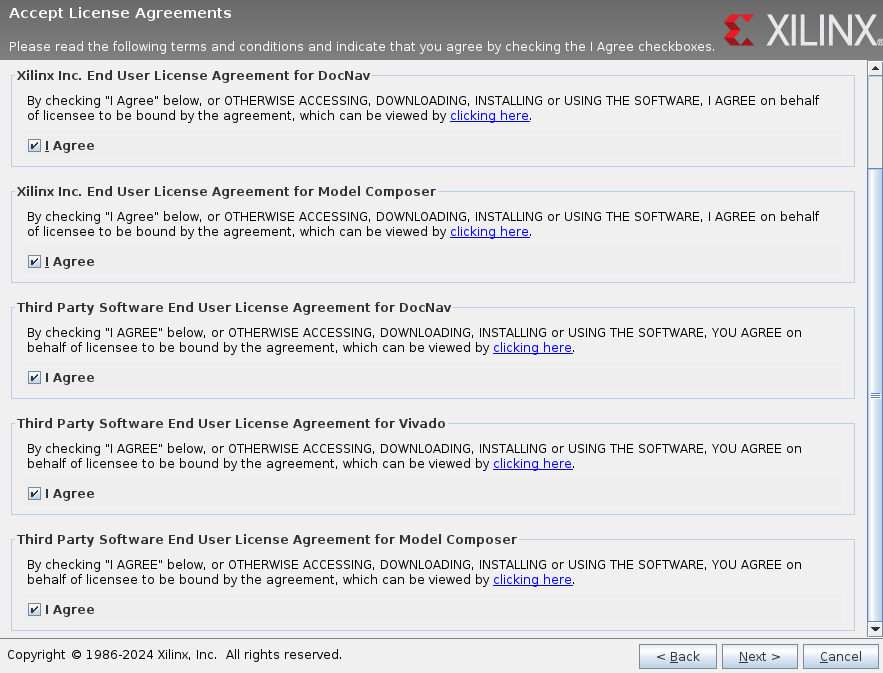 Accept License Agreements
Please read the following terms and conditions and indicate that you agree by checking the I Agree checkboxes.
XILINX®
Xilinx Inc. End User License Agreement for DocNav
By checking "I Agree" below, or OTHERWISE ACCESSING, DOWNLOADING, INSTALLING or USING THE SOFTWARE, I AGREE on behalf
of licensee to be bound by the agreement, which can be viewed by clicking here.
I Agree
Xilinx Inc. End User License Agreement for Model Composer
By checking "I Agree" below, or OTHERWISE ACCESSING, DOWNLOADING, INSTALLING or USING THE SOFTWARE, I AGREE on behalf
of licensee to be bound by the agreement, which can be viewed by clicking here.
I Agree
Third Party Software End User License Agreement for DocNav
By checking "I AGREE" below, or OTHERWISE ACCESSING, DOWNLOADING, INSTALLING or USING THE SOFTWARE, YOU AGREE on
behalf of licensee to be bound by the agreement, which can be viewed by clicking here.
I Agree
Third Party Software End User License Agreement for Vivado
By checking "I AGREE" below, or OTHERWISE ACCESSING, DOWNLOADING, INSTALLING or USING THE SOFTWARE, YOU AGREE on
behalf of licensee to be bound by the agreement, which can be viewed by clicking here.
I Agree
Third Party Software End User License Agreement for Model Composer
By checking "I AGREE" below, or OTHERWISE ACCESSING, DOWNLOADING, INSTALLING or USING THE SOFTWARE, YOU AGREE on
behalf of licensee to be bound by the agreement, which can be viewed by clicking here.
I Agree
Copyright © 1986-2024 Xilinx, Inc. All rights reserved.
< Back
Next >
Cancel